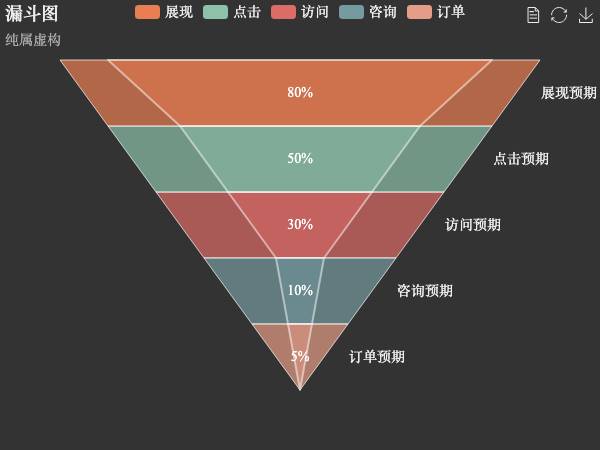 漏斗图
展现 点击 访问 咨询 订单
纯属虚构
80% 展现预期
50% 点击预期
30% 访问预期
10% 咨询预期
5% 订单预期